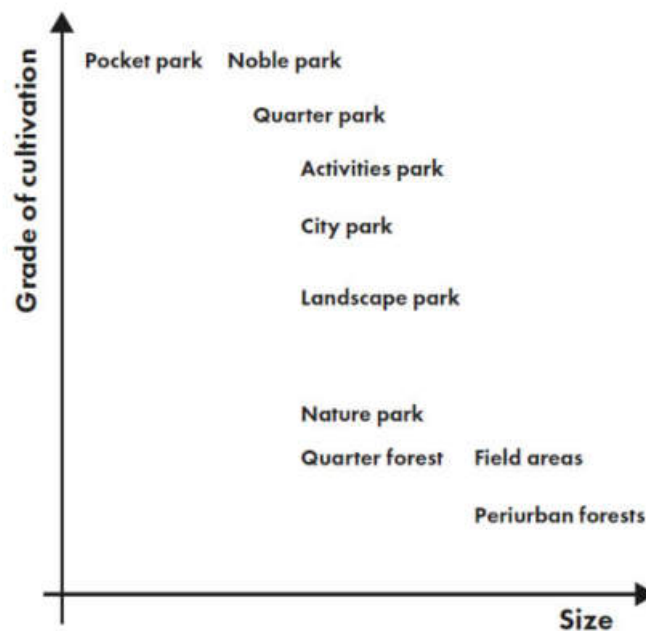 Grade of cultivation
Pocket park Noble park
Quarter park
Activities park
City park
Landscape park
Nature park
Quarter forest Field areas
Periurban forests
Size